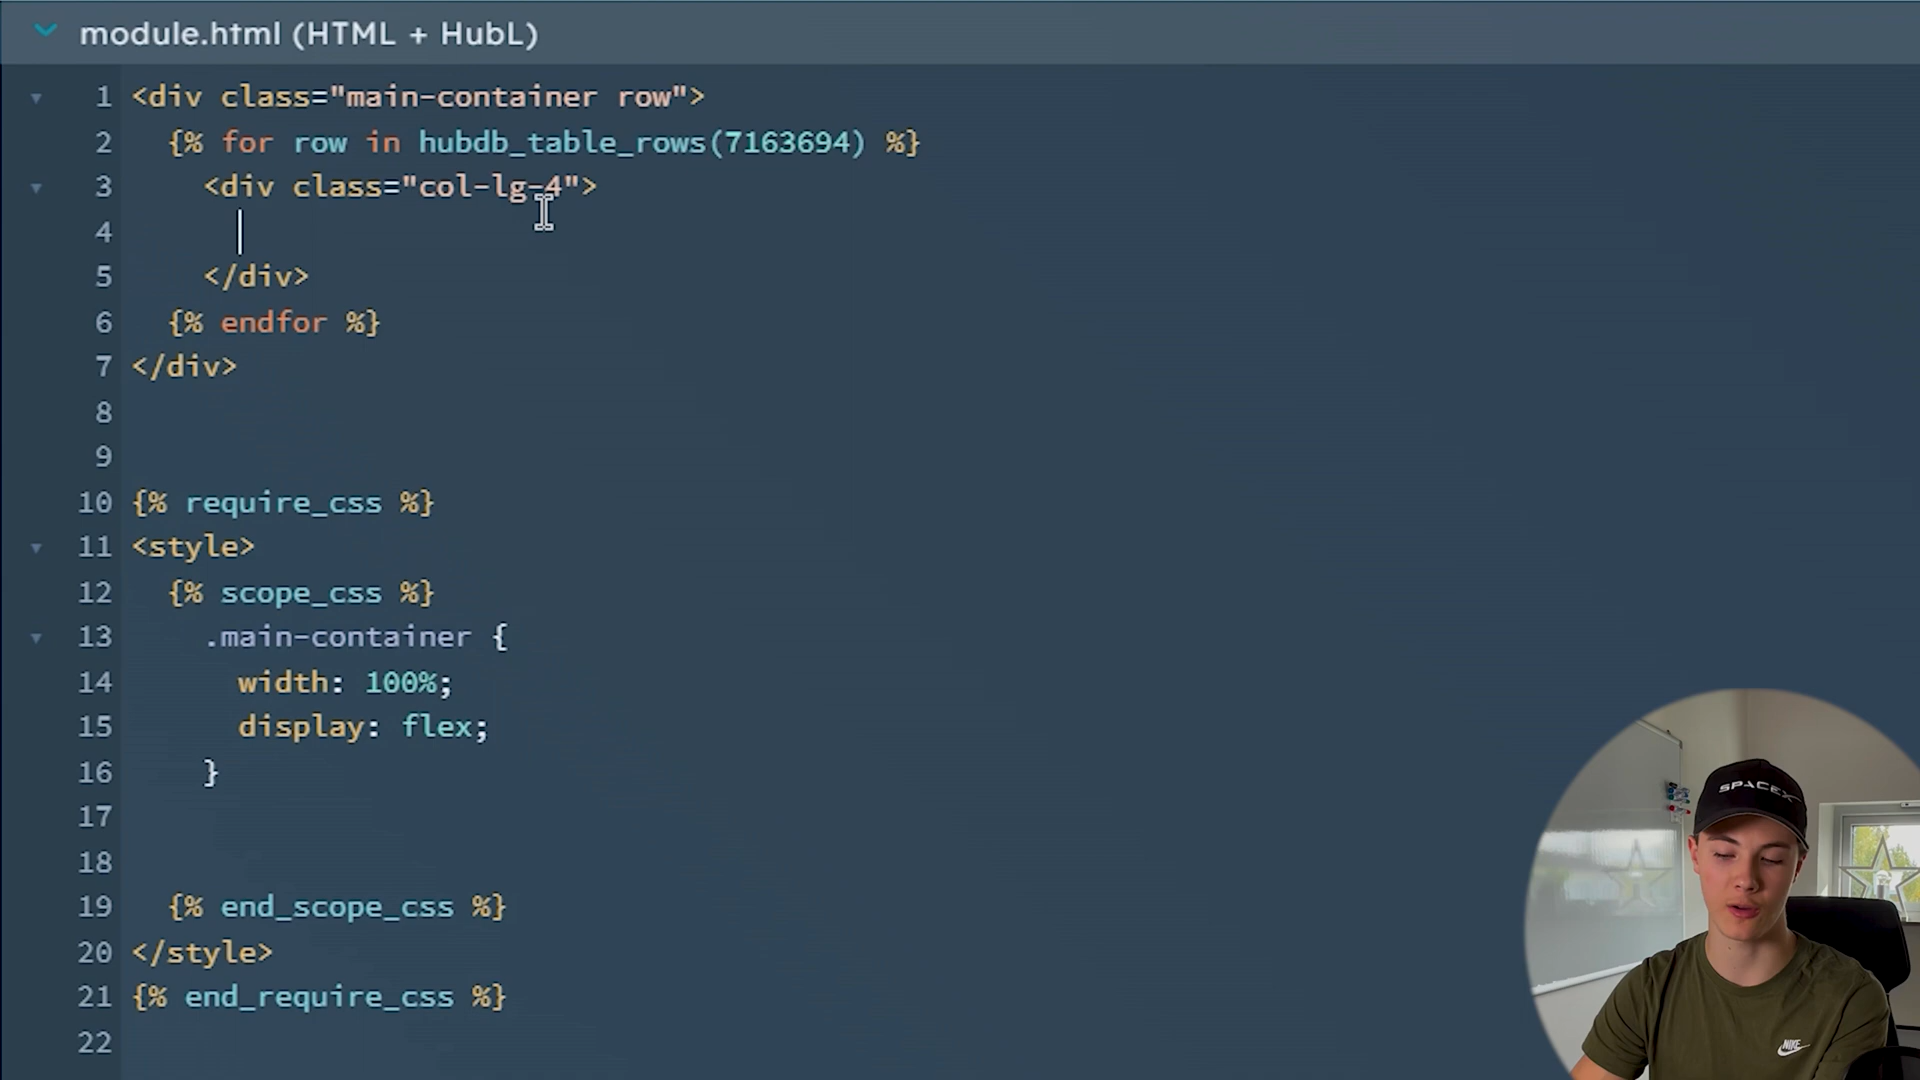 module.html (HTML + HubL)
1 <div class="main-container row">
2 {% for row in hubdb_table_rows(7163694) %}
3 <div class="col-lg-4">
4
5 </div>
6 {% endfor %}
7 </div>
8
9
10 {% require_css %}
11 <style>
12 {% scope_css %}
13 .main-container {
14 width: 100%;
15 display: flex;
16 }
17
18
19 {% end_scope_css %}
20 </style>
21 {% end_require_css %}
22
SPACEX
NIKE